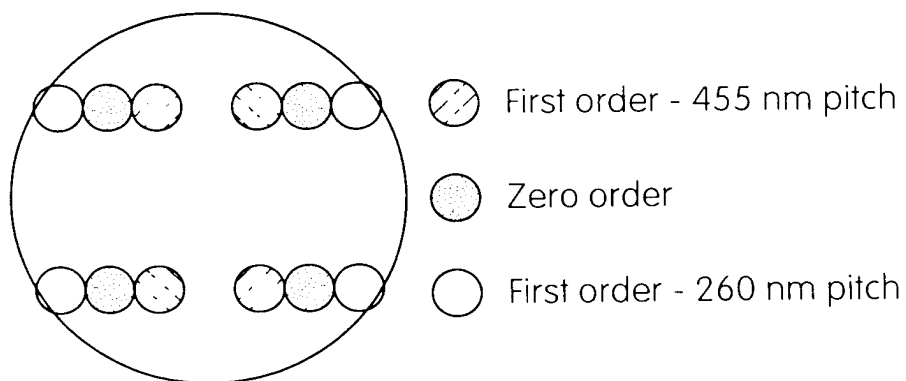 First order - 455 nm pitch
Zero order
First order - 260 nm pitch